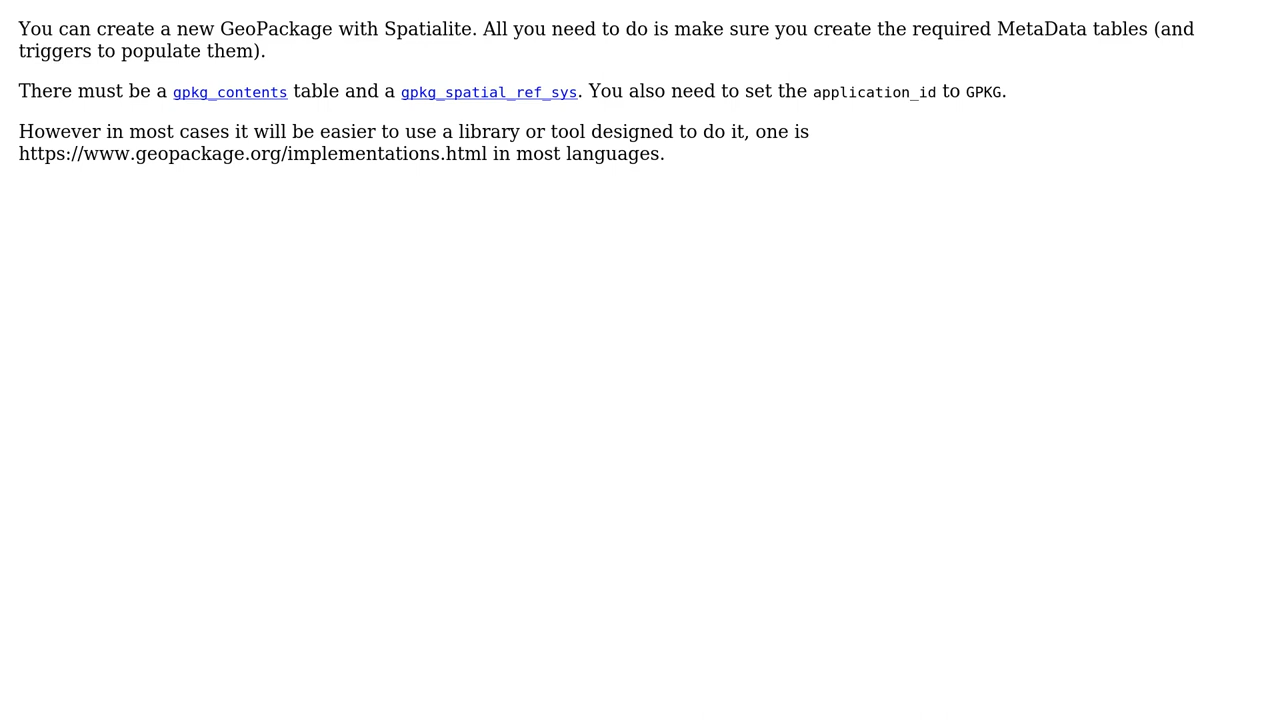 You can create a new GeoPackage with Spatialite. All you need to do is make sure you create the required MetaData tables (and
triggers to populate them).
There must be a gpkg_contents table and a gpkg_spatial_ref_sys. You also need to set the application_id to GPKG.
However in most cases it will be easier to use a library or tool designed to do it, one is
https://www.geopackage.org/implementations.html in most languages.